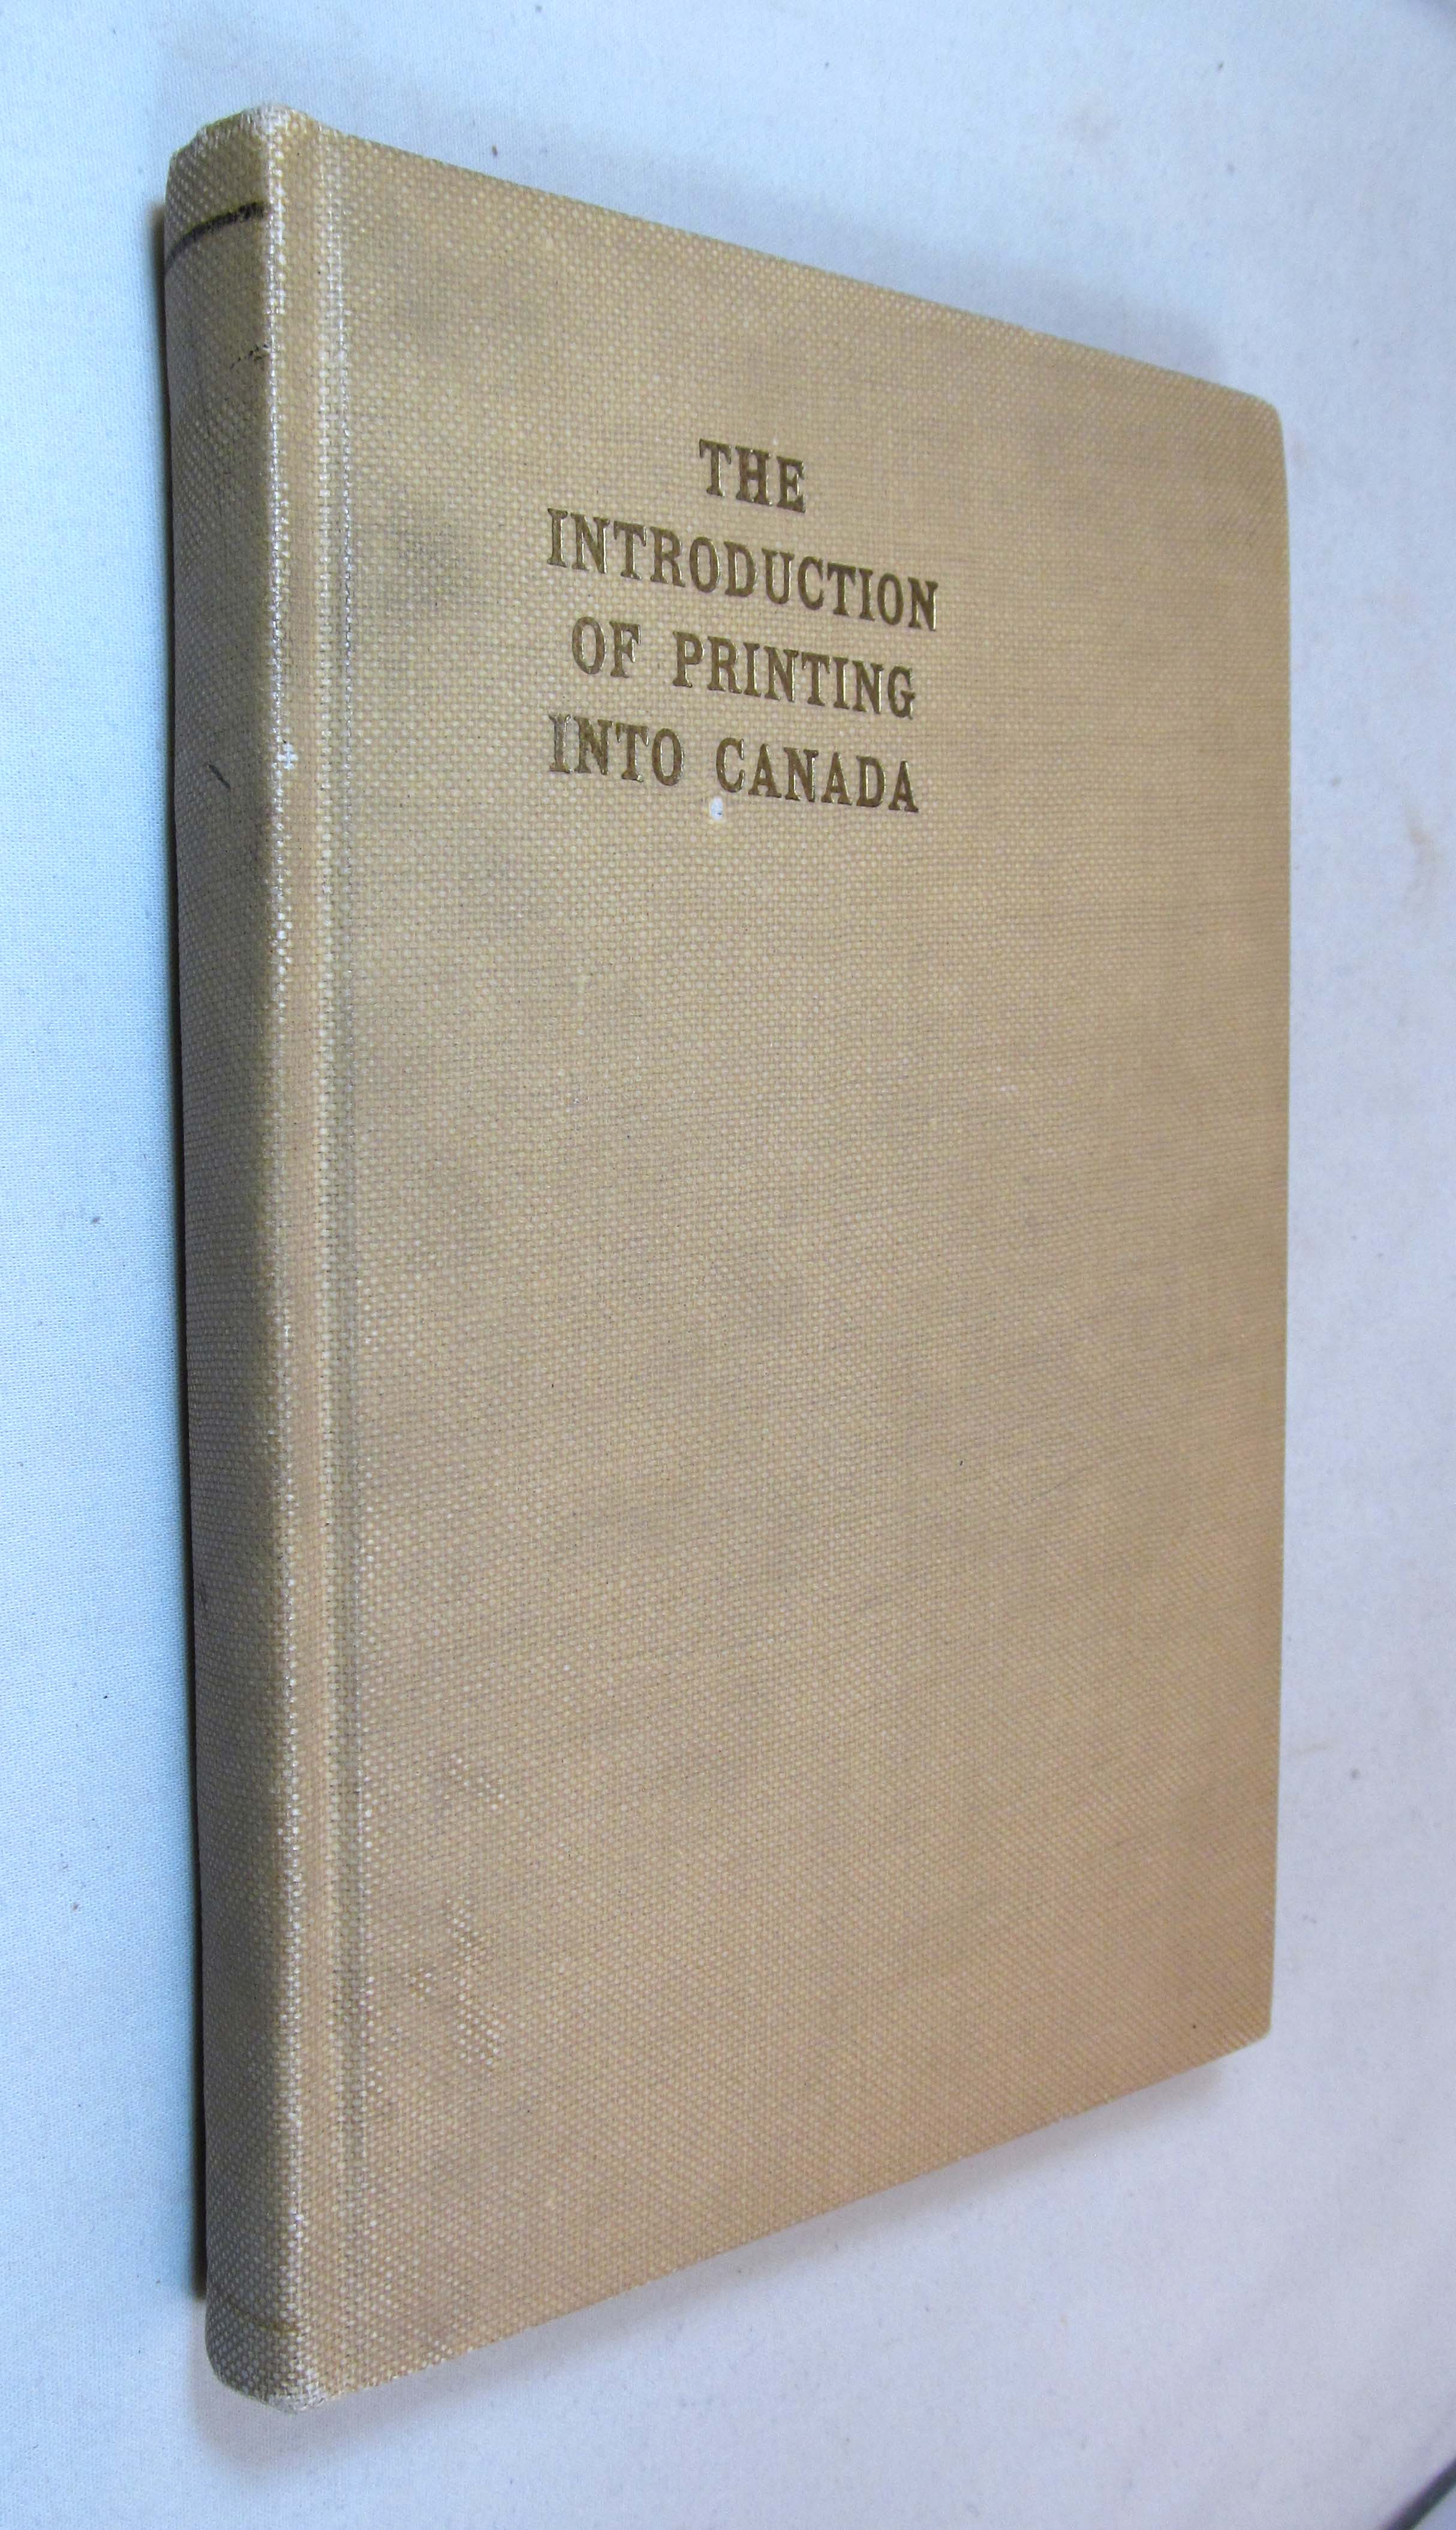 THE
INTRODUCTION
OF PRINTING
INTO CANADA